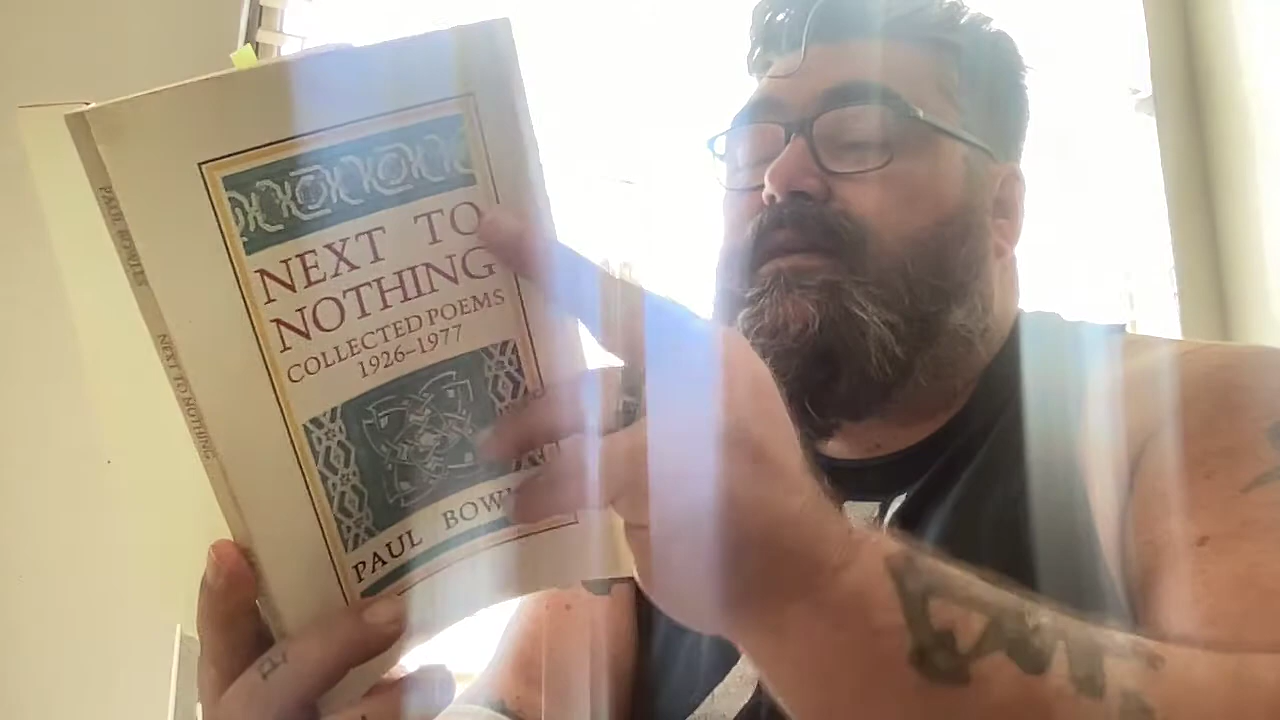 NEXT TO
NOTHING
COLLECTED POEMS
1926–1977
PAUL
PAUL BOWLES
NEXT TO NOTHING